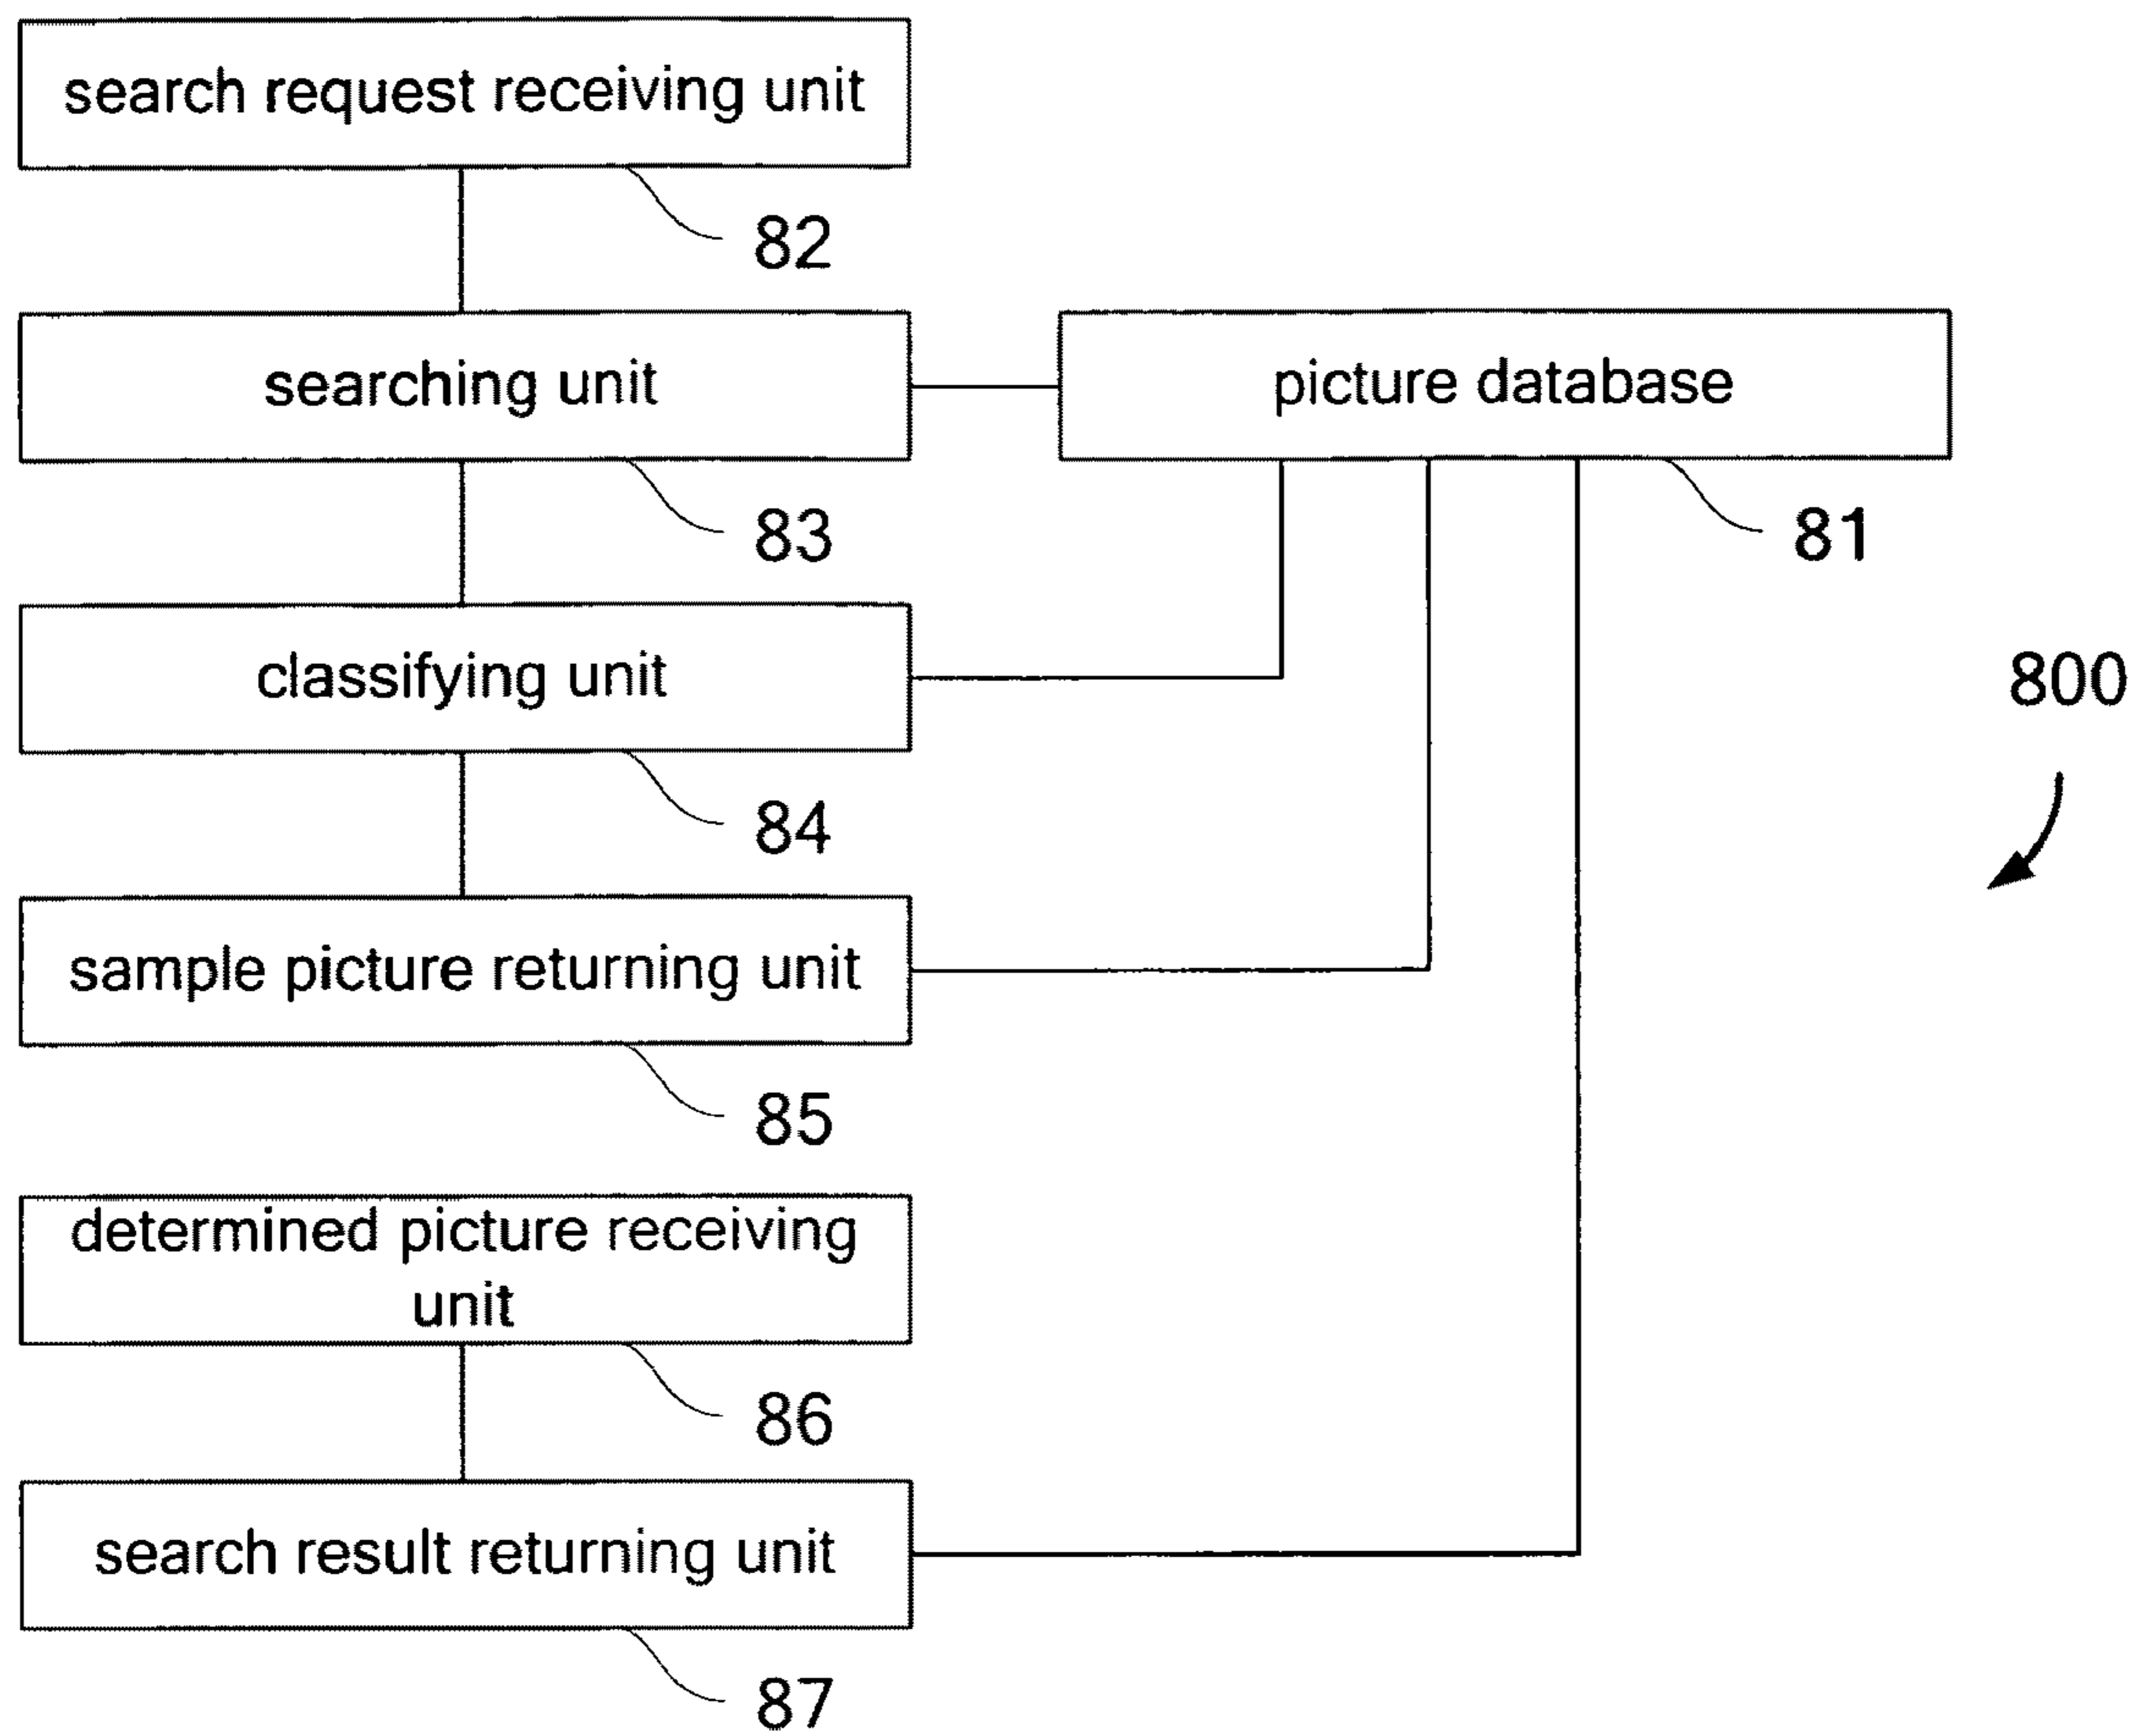 search request receiving unit
82
searching unit
picture database
83
81
classifying unit
800
84
sample picture returning unit
85
determined picture receiving
unit
86
search result returning unit
87